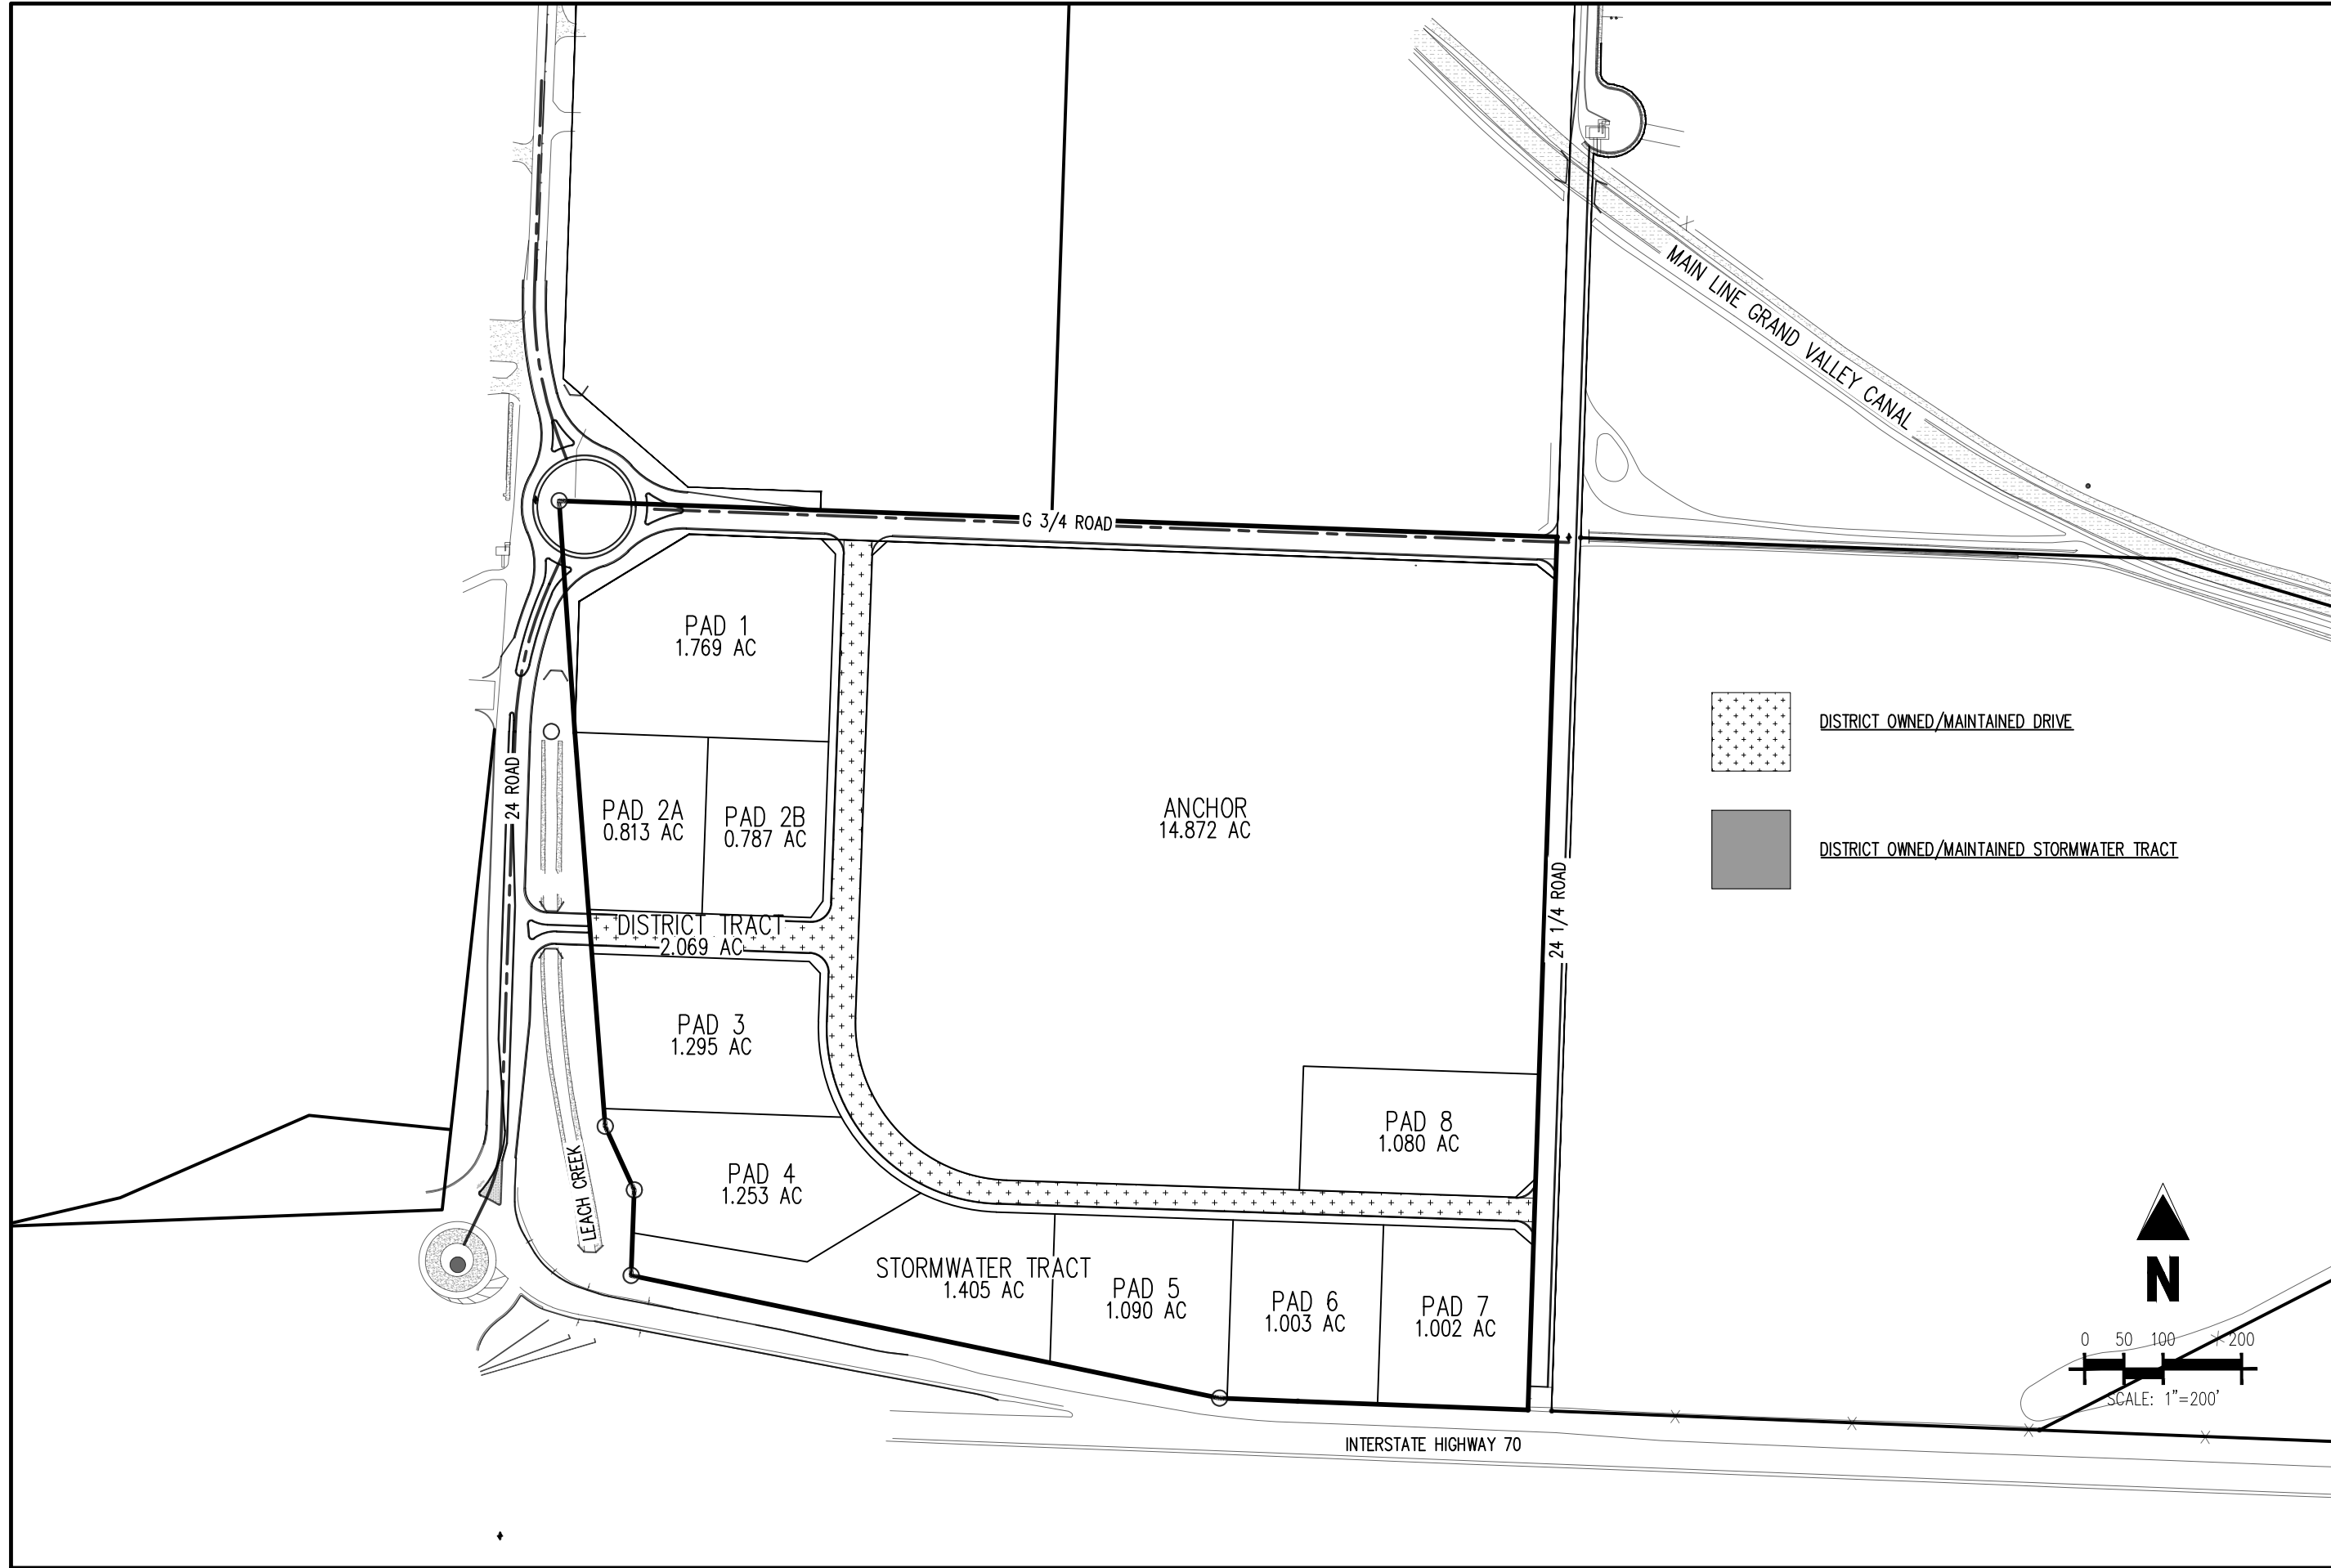 MAIN LINE GRAND VALLEY CANAL
G 3/4 ROAD
PAD 1
1.769 AC
DISTRICT OWNED/MAINTAINED DRIVE
24 ROAD
PAD 2A
0.813 AC
PAD 2B
0.787 AC
ANCHOR
14.872 AC
DISTRICT OWNED/MAINTAINED STORMWATER TRACT
24 1/4 ROAD
DISTRICT TRACT
2.069 AC
PAD 3
1.295 AC
PAD 8
1.080 AC
PAD 4
1.253 AC
LEACH CREEK
STORMWATER TRACT
1.405 AC
PAD 5
1.090 AC
PAD 6
1.003 AC
PAD 7
1.002 AC
N
0 50 100 200
SCALE: 1"=200'
INTERSTATE HIGHWAY 70